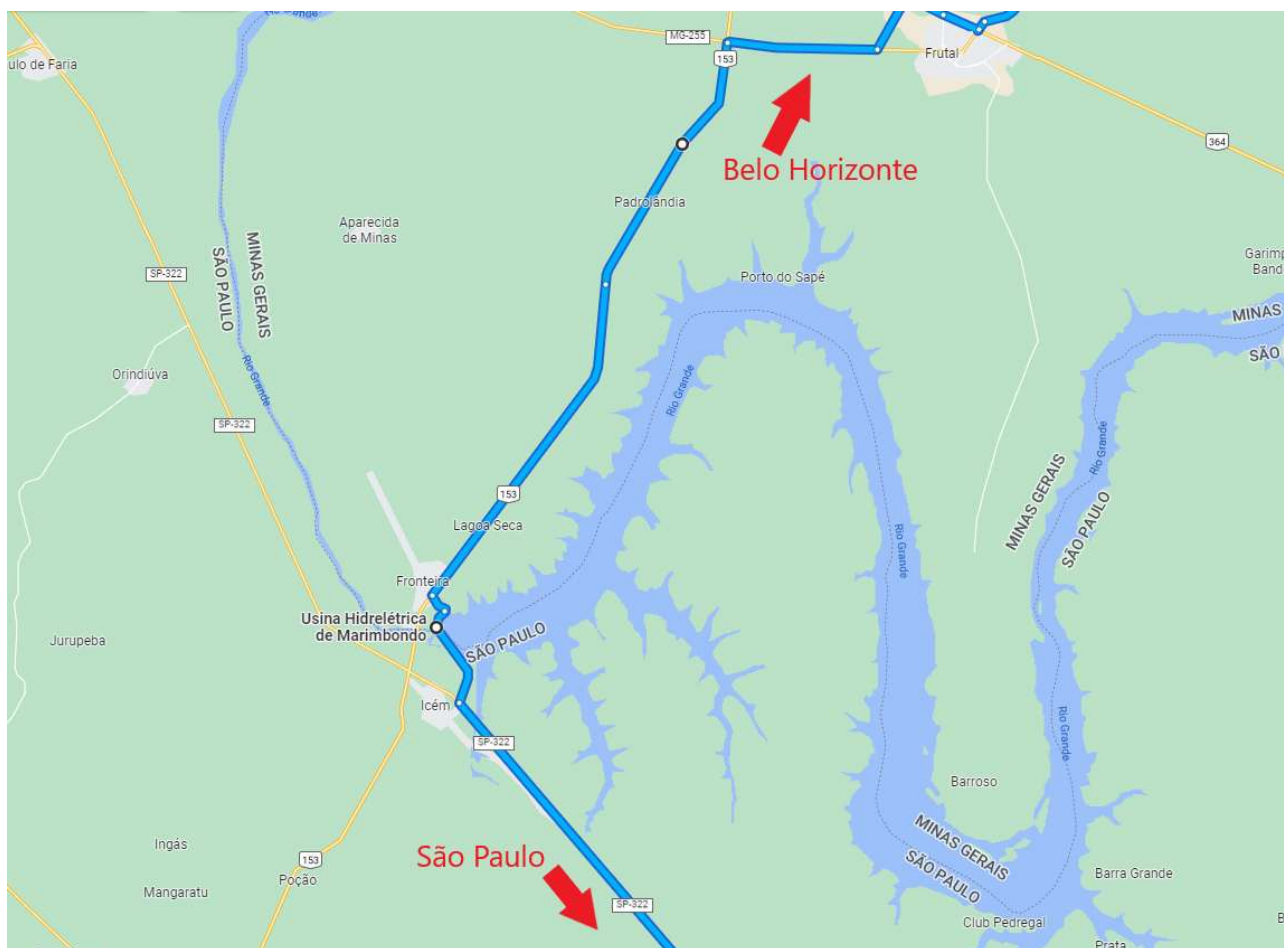 Rio Grande
MG-255
ulo de Faria
153
Frutal
364
Belo Horizonte
Padrolândia
Aparecida
de Minas
MINAS GERAIS
SÃO PAULO
SP-322
Porto do Sapé
Garimp
Band
MINAS
SÃO
Orindiúva
Rio Grande
Rio Grande
SP-322
Rio Grande
MINAS GERAIS
SÃO PAULO
153
Lagoa Seca
Rio Grande
Fronteira
Usina Hidrelétrica
de Marimbondo
SÃO PAULO
Jurupeba
Icém
SP-322
Rio Grande
Barroso
MINAS GERAIS
SÃO PAULO
Ingás
São Paulo
153
Poção
Mangaratu
SP-322
Barra Grande
Club Pedregal
B
Prata